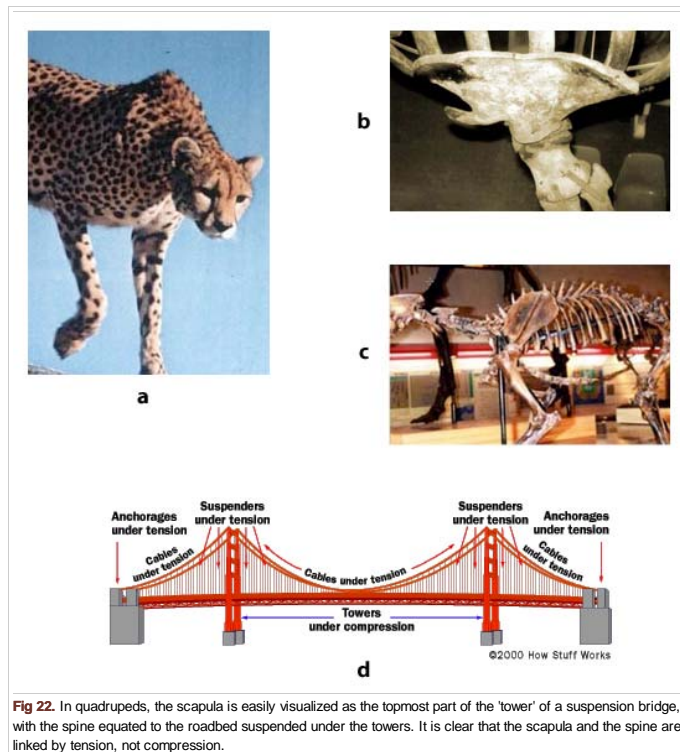 a
b
c
Anchorages
under tension
Suspenders
under tension
Suspenders
under tension
Anchorages
under tension
Cables
under tension
Cables under tension
Cables
under tension
Towers
under compression
©2000 How Stuff Works
d
Fig 22. In quadrupeds, the scapula is easily visualized as the topmost part of the 'tower' of a suspension bridge,
with the spine equated to the roadbed suspended under the towers. It is clear that the scapula and the spine are
linked by tension, not compression.